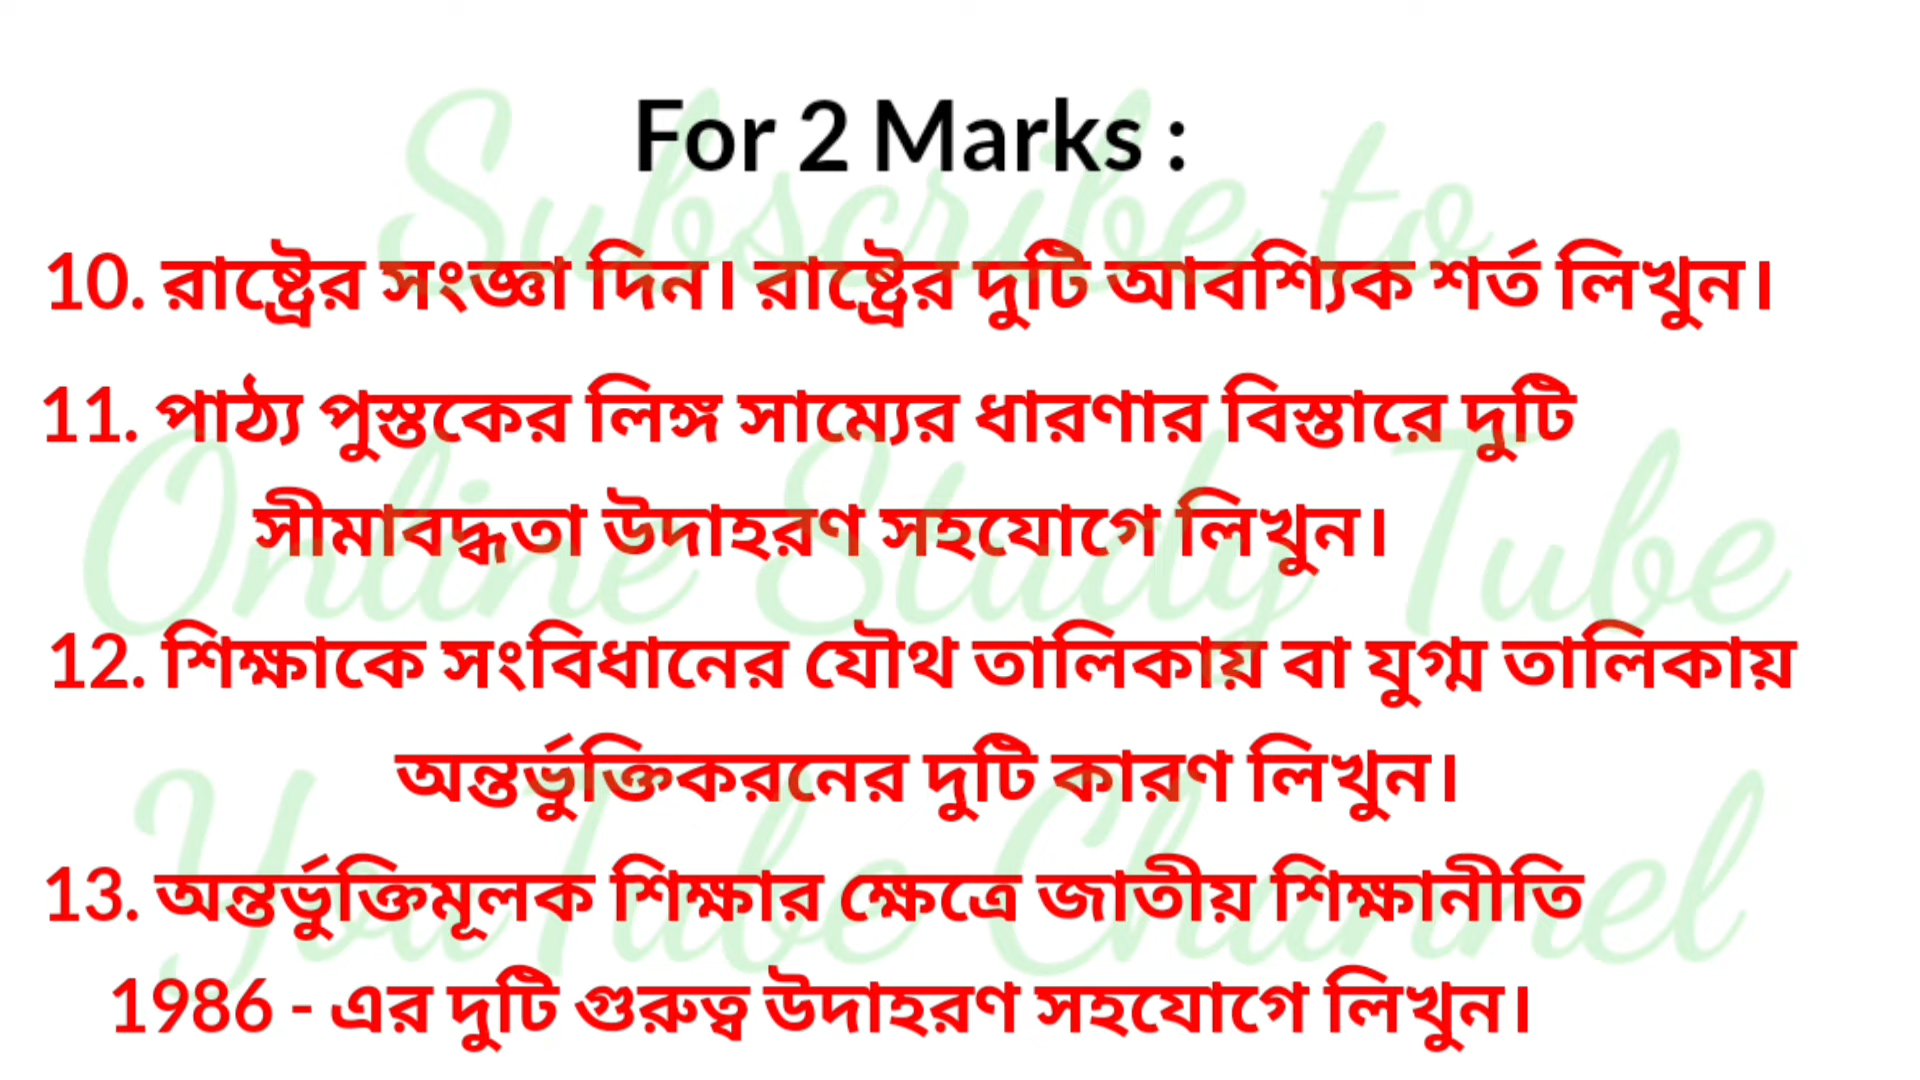 For 2 Marks :
10. রাষ্ট্রের সংজ্ঞা দিন। রাষ্ট্রের দুটি আবশ্যিক শর্ত লিখুন।
11. পাঠ্য পুস্তকের লিঙ্গ সাম্যের ধারণার বিস্তারে দুটি
সীমাবদ্ধতা উদাহরণ সহযোগে লিখুন।
12. শিক্ষাকে সংবিধানের যৌথ তালিকায় বা যুগ্ম তালিকায়
অন্তর্ভুক্তিকরনের দুটি কারণ লিখুন।
13. অন্তর্ভুক্তিমূলক শিক্ষার ক্ষেত্রে জাতীয় শিক্ষানীতি
1986 - এর দুটি গুরুত্ব উদাহরণ সহযোগে লিখুন।
Subscribe to
Online Study Tube
YouTube Channel